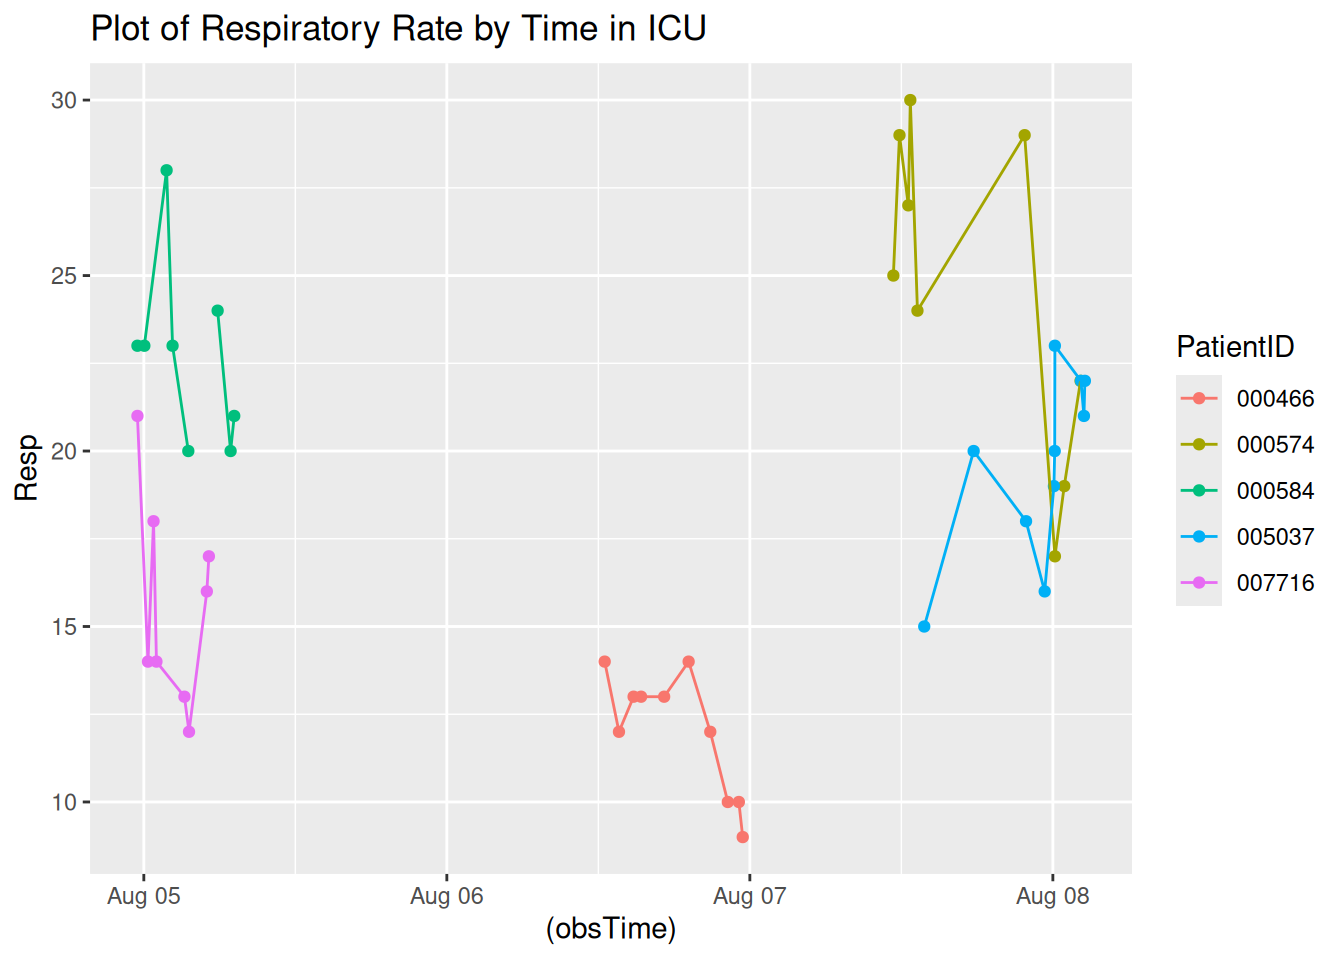 Plot of Respiratory Rate by Time in ICU
30
25
20
15
10
Resp
Aug 05
Aug 06
Aug 07
Aug 08
(obsTime)
PatientID
000466
000574
000584
005037
007716